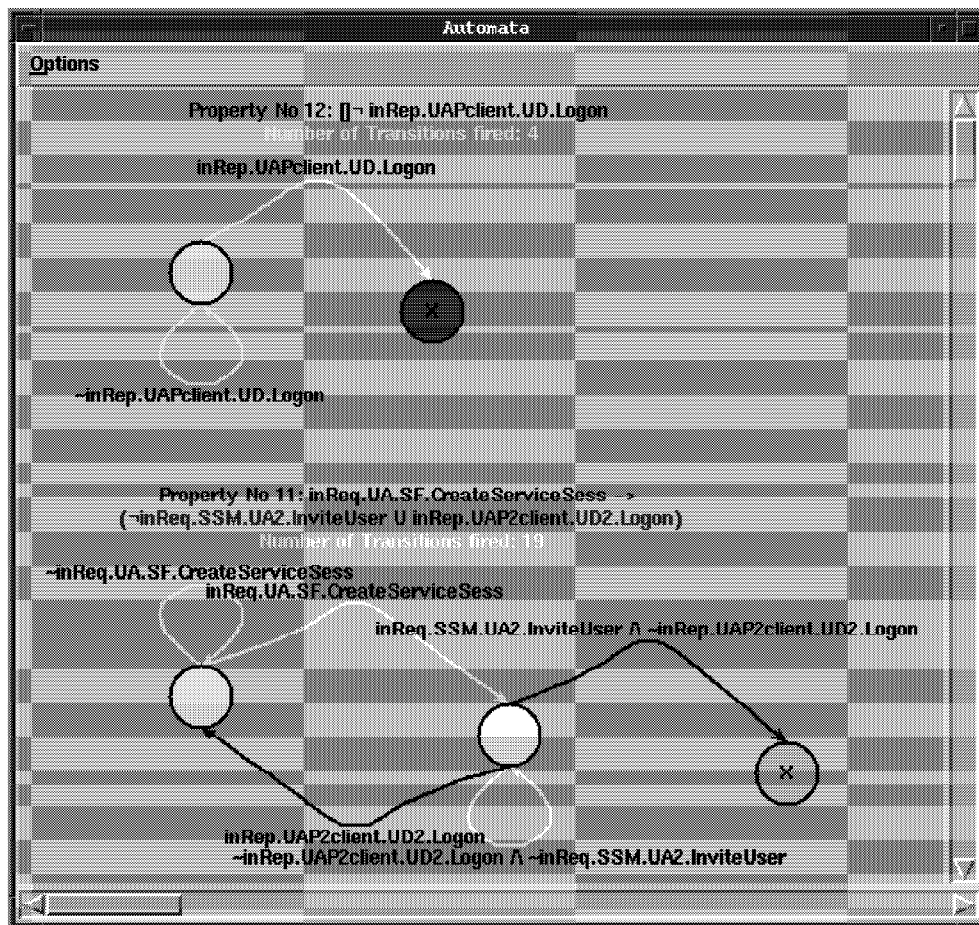 Automata
Options
Property No 12: []¬ inRep.UAPclient.UD.Logon
Number of Transitions fired: 4
inRep.UAPclient.UD.Logon
×
~inRep.UAPclient.UD.Logon
Property No 11: inReq.UA.SF.CreateServiceSess ->
(¬inReq.SSM.UA2.InviteUser U inRep.UAP2client.UD2.Logon)
Number of Transitions fired: 19
~inReq.UA.SF.CreateServiceSess
inReq.UA.SF.CreateServiceSess
inReq.SSM.UA2.InviteUser /\ ~inRep.UAP2client.UD2.Logon
×
inRep.UAP2client.UD2.Logon
~inRep.UAP2client.UD2.Logon /\ ~inReq.SSM.UA2.InviteUser